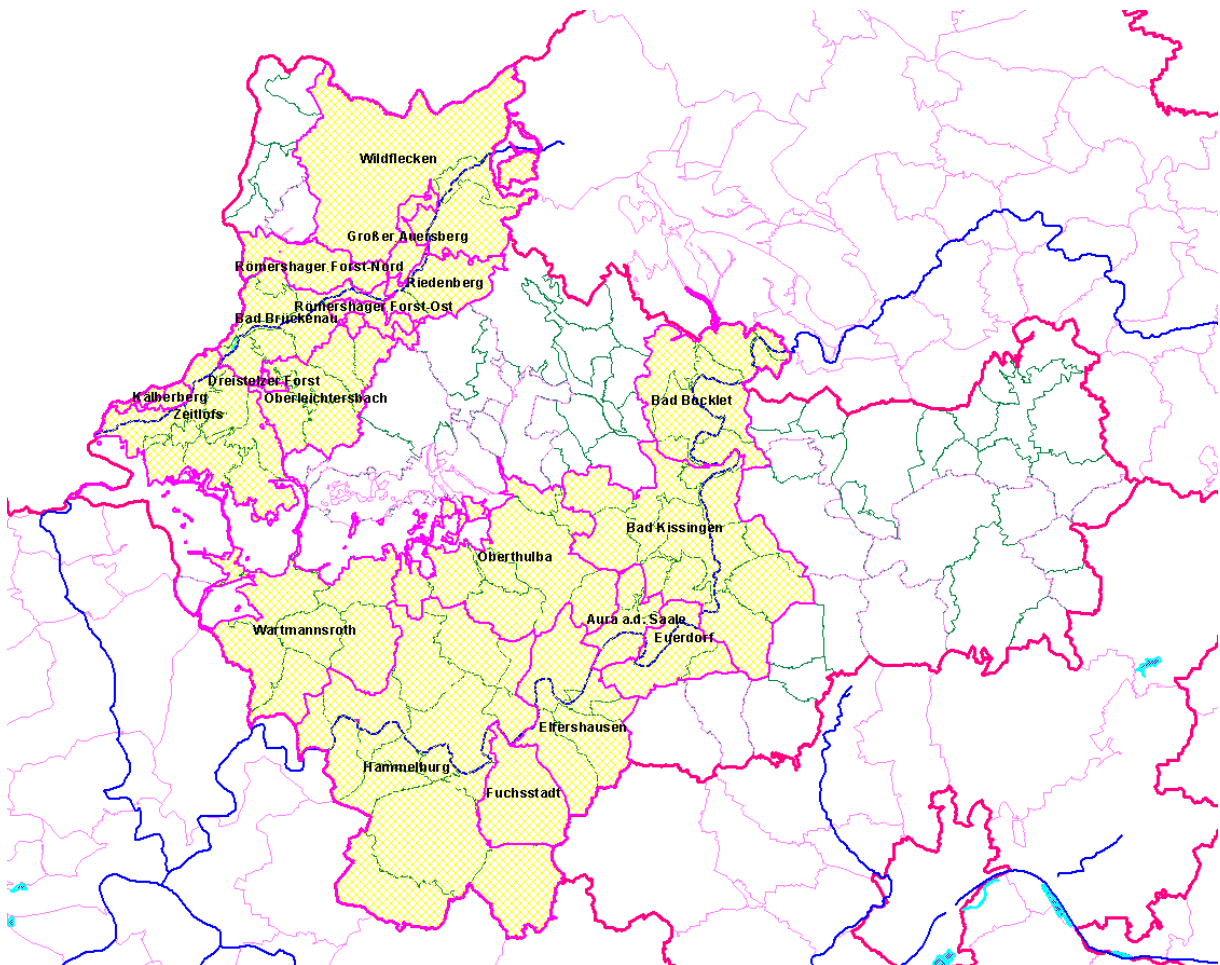 Wildflecken
Großer Auersberg
Römershager Forst-Nord
Riedenberg
Römershager Forst-Ost
Bad Brückenau
Dreistelzer Forst
Kälberberg
Oberleichtersbach
Zeitlofs
Bad Bocklet
Bad Kissingen
Oberthulba
Aura a.d. Saale
Wartmannsroth
Euerdorf
Elfershausen
Hammelburg
Fuchsstadt